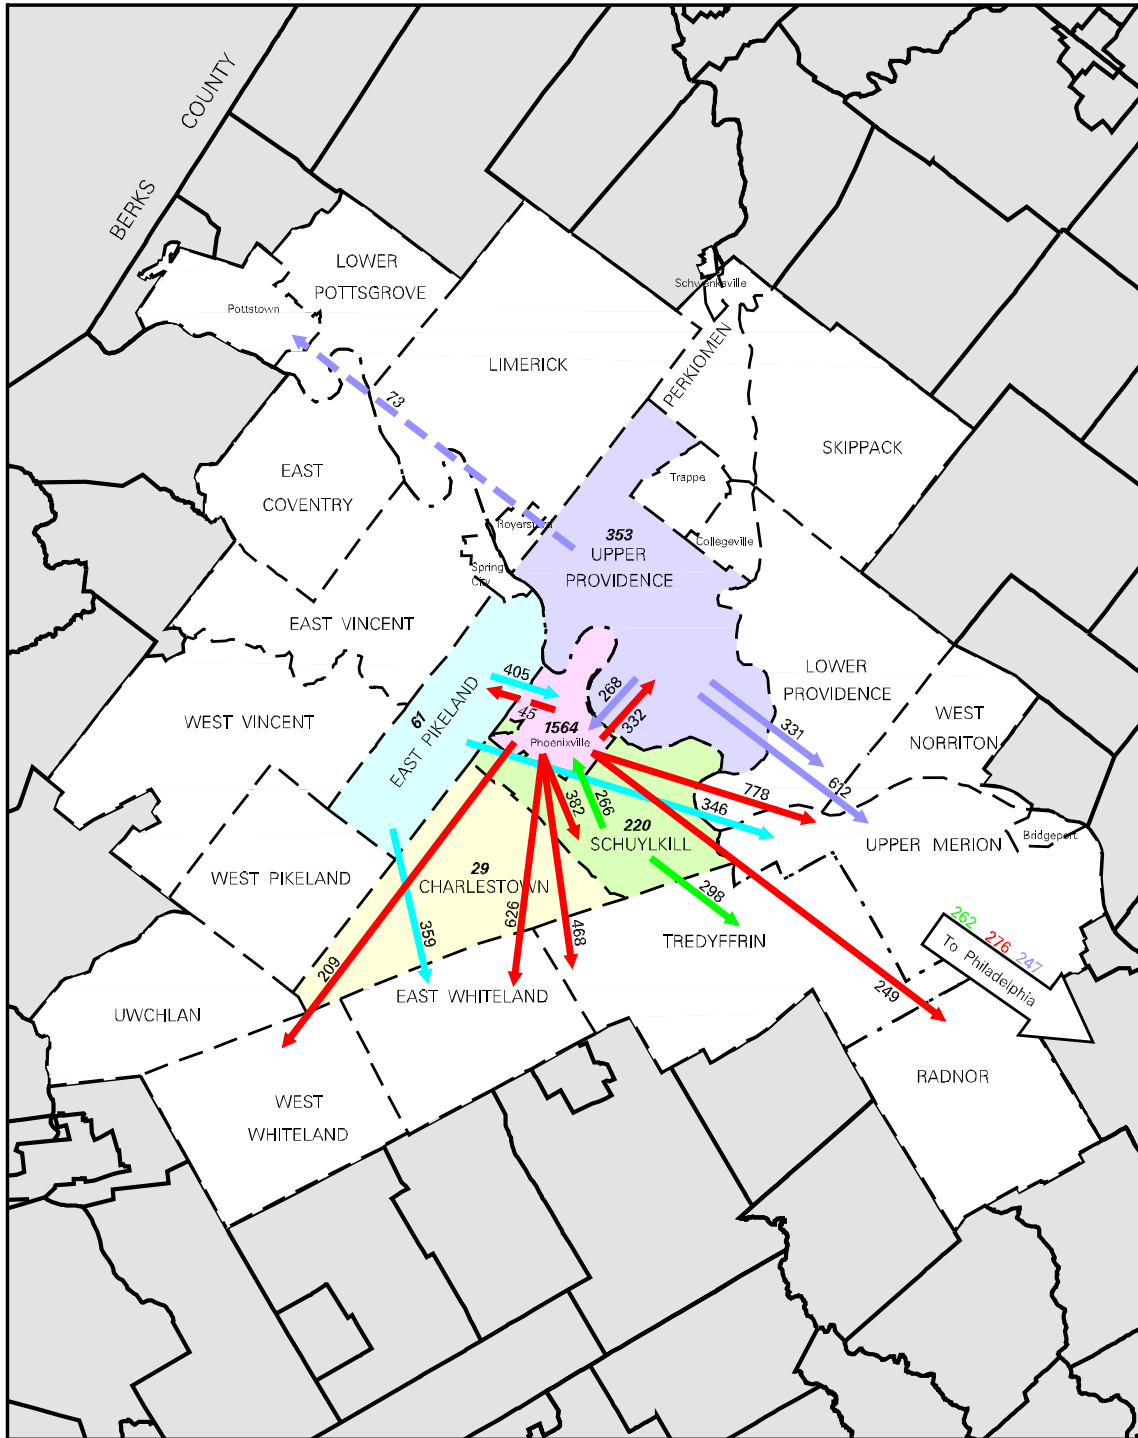 COUNTY
BERKS
LOWER
POTTSGROVE
Pottstown
Schwenksville
PERKIOMEN
LIMERICK
73
SKIPPACK
EAST
COVENTRY
Trappe
Royersford
Collegeville
353
UPPER
PROVIDENCE
Spring
City
EAST VINCENT
405
268
LOWER
PROVIDENCE
WEST VINCENT
61
EAST PIKELAND
45
332
1564
Phoenixville
331
WEST
NORRITON
612
778
346
382
266
220
SCHUYLKILL
UPPER MERION
Bridgeport
WEST PIKELAND
29
CHARLESTOWN
298
359
626
468
TREDYFFRIN
262
276
247
To Philadelphia
209
249
EAST WHITELAND
UWCHLAN
RADNOR
WEST
WHITELAND